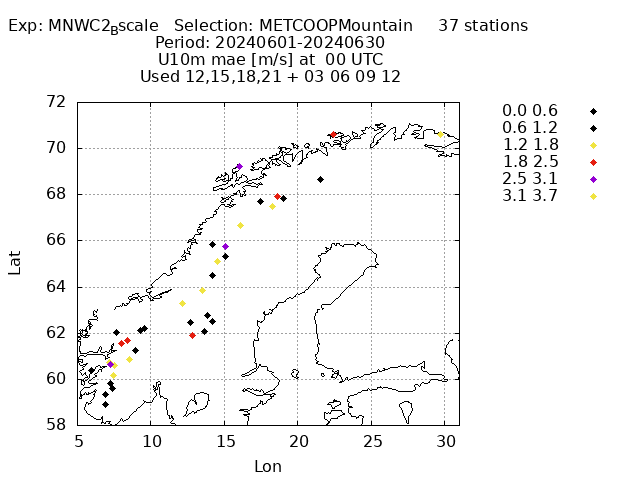 Exp: MNWC2Bscale   Selection: METCOOPMountain     37 stations
Period: 20240601-20240630
U10m mae [m/s] at  00 UTC
Used 12,15,18,21 + 03 06 09 12
72
70
68
66
64
62
60
58
5 10 15 20 25 30
Lat
Lon
0.0 0.6
0.6 1.2
1.2 1.8
1.8 2.5
2.5 3.1
3.1 3.7